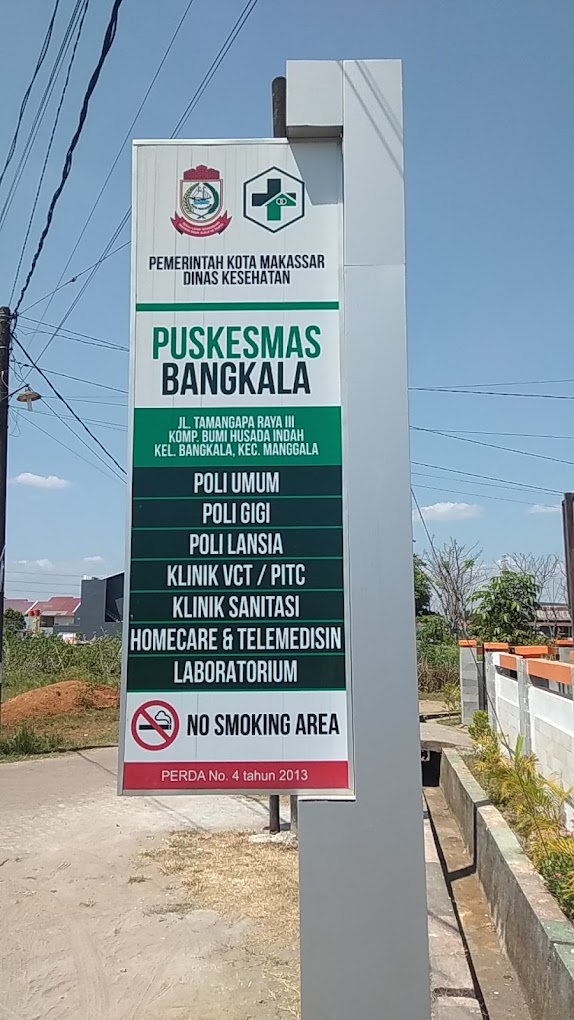 PEMERINTAH KOTA MAKASSAR
DINAS KESEHATAN
PUSKESMAS
BANGKALA
JL. TAMANGAPA RAYA III
KOMP. BUMI HUSADA INDAH
KEL. BANGKALA, KEC. MANGGALA
POLI UMUM
POLI GIGI
POLI LANSIA
KLINIK VCT / PITC
KLINIK SANITASI
HOMECARE & TELEMEDISIN
LABORATORIUM
NO SMOKING AREA
PERDA No. 4 tahun 2013